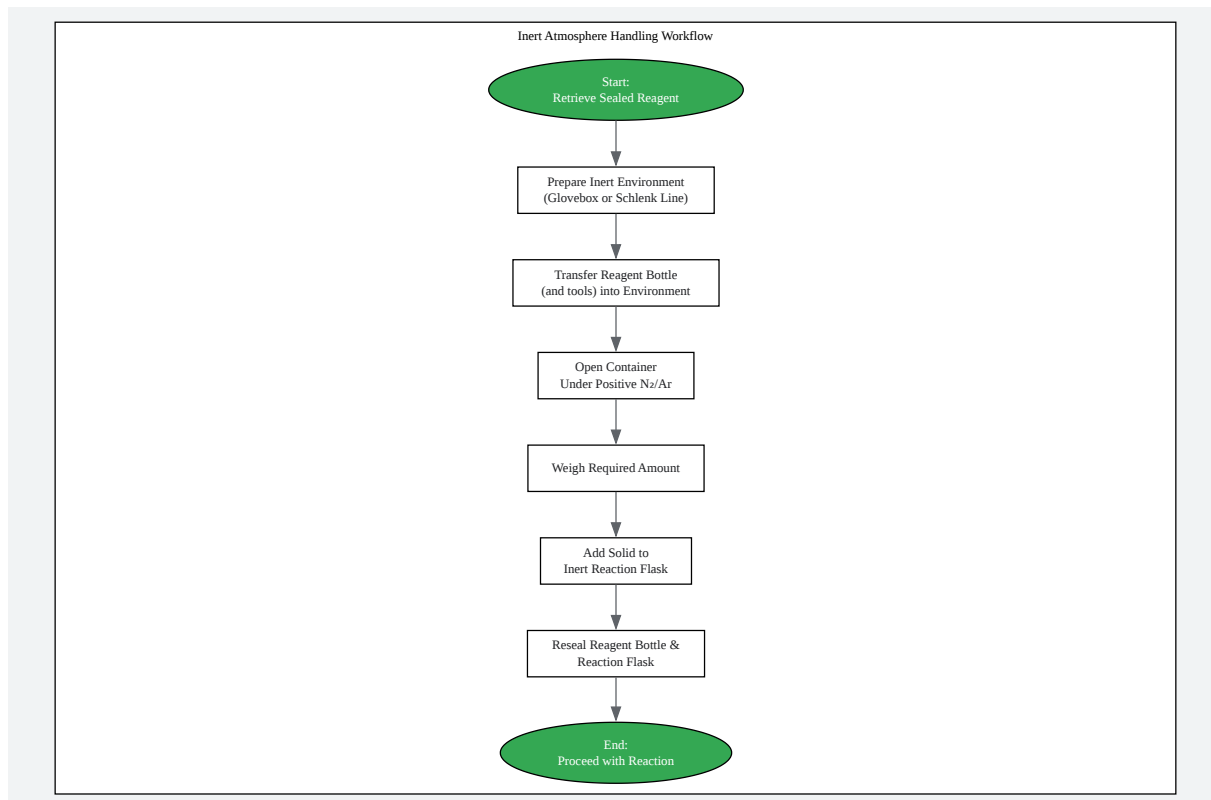 Inert Atmosphere Handling Workflow
Start:
Retrieve Sealed Reagent
Prepare Inert Environment
(Glovebox or Schlenk Line)
Transfer Reagent Bottle
(and tools) into Environment
Open Container
Under Positive N₂/Ar
Weigh Required Amount
Add Solid to
Inert Reaction Flask
Reseal Reagent Bottle &
Reaction Flask
End:
Proceed with Reaction